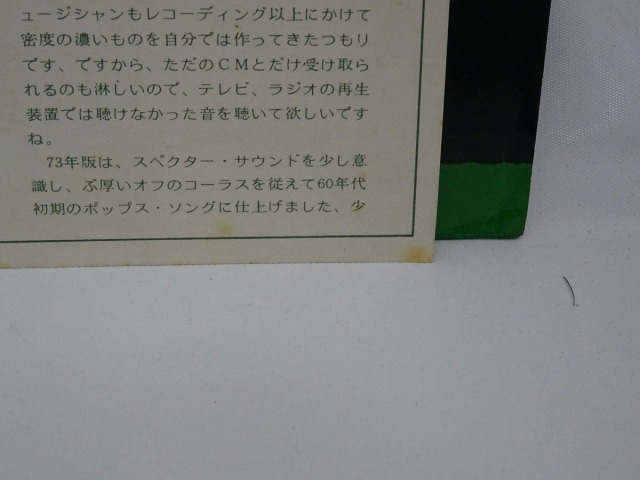 ュージシャンもレコーディング以上にかけて
密度の濃いものを自分では作ってきたつもり
です、ですから、ただのCMとだけ受け取ら
れるのも淋しいので、テレビ、ラジオの再生
装置では聴けなかった音を聴いて欲しいです
ね。
73年版は、スペクター・サウンドを少し意
識し、ぶ厚いオフのコーラスを従えて60年代
初期のポップス・ソングに仕上げました、少